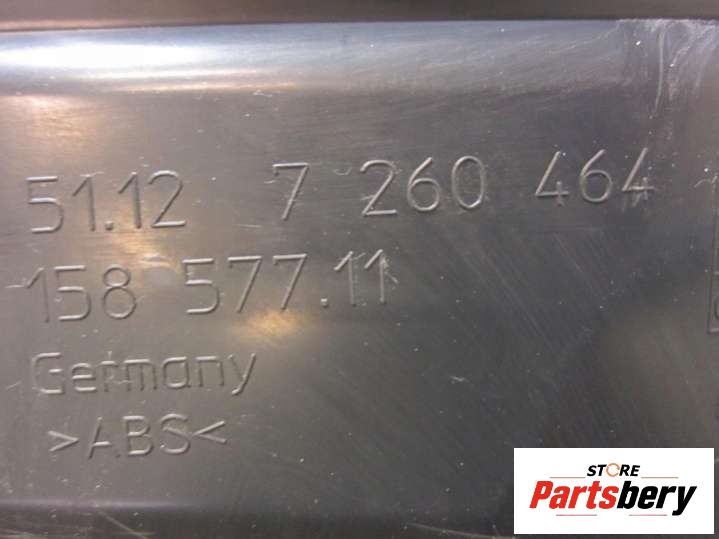 51.12 7 260 464
158 577.11
Germany
>ABS<
STORE
Partsbery